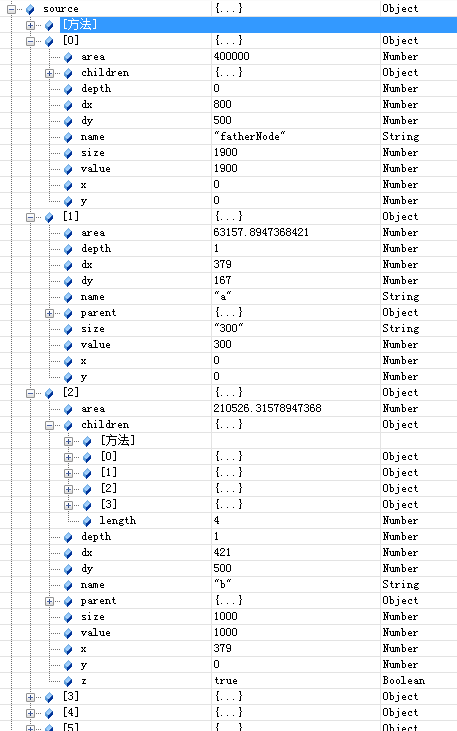 source {...} Object
[方法]
[0] {...} Object
area 400000 Number
children {...} Object
depth 0 Number
dx 800 Number
dy 500 Number
name "fatherNode" String
size 1900 Number
value 1900 Number
x 0 Number
y 0 Number
[1] {...} Object
area 63157.8947368421 Number
depth 1 Number
dx 379 Number
dy 167 Number
name "a" String
parent {...} Object
size "300" String
value 300 Number
x 0 Number
y 0 Number
[2] {...} Object
area 210526.31578947368 Number
children {...} Object
[方法]
[0] {...} Object
[1] {...} Object
[2] {...} Object
[3] {...} Object
length 4 Number
depth 1 Number
dx 421 Number
dy 500 Number
name "b" String
parent {...} Object
size 1000 Number
value 1000 Number
x 379 Number
y 0 Number
z true Boolean
[3] {...} Object
[4] {...} Object
[5] {...} Object